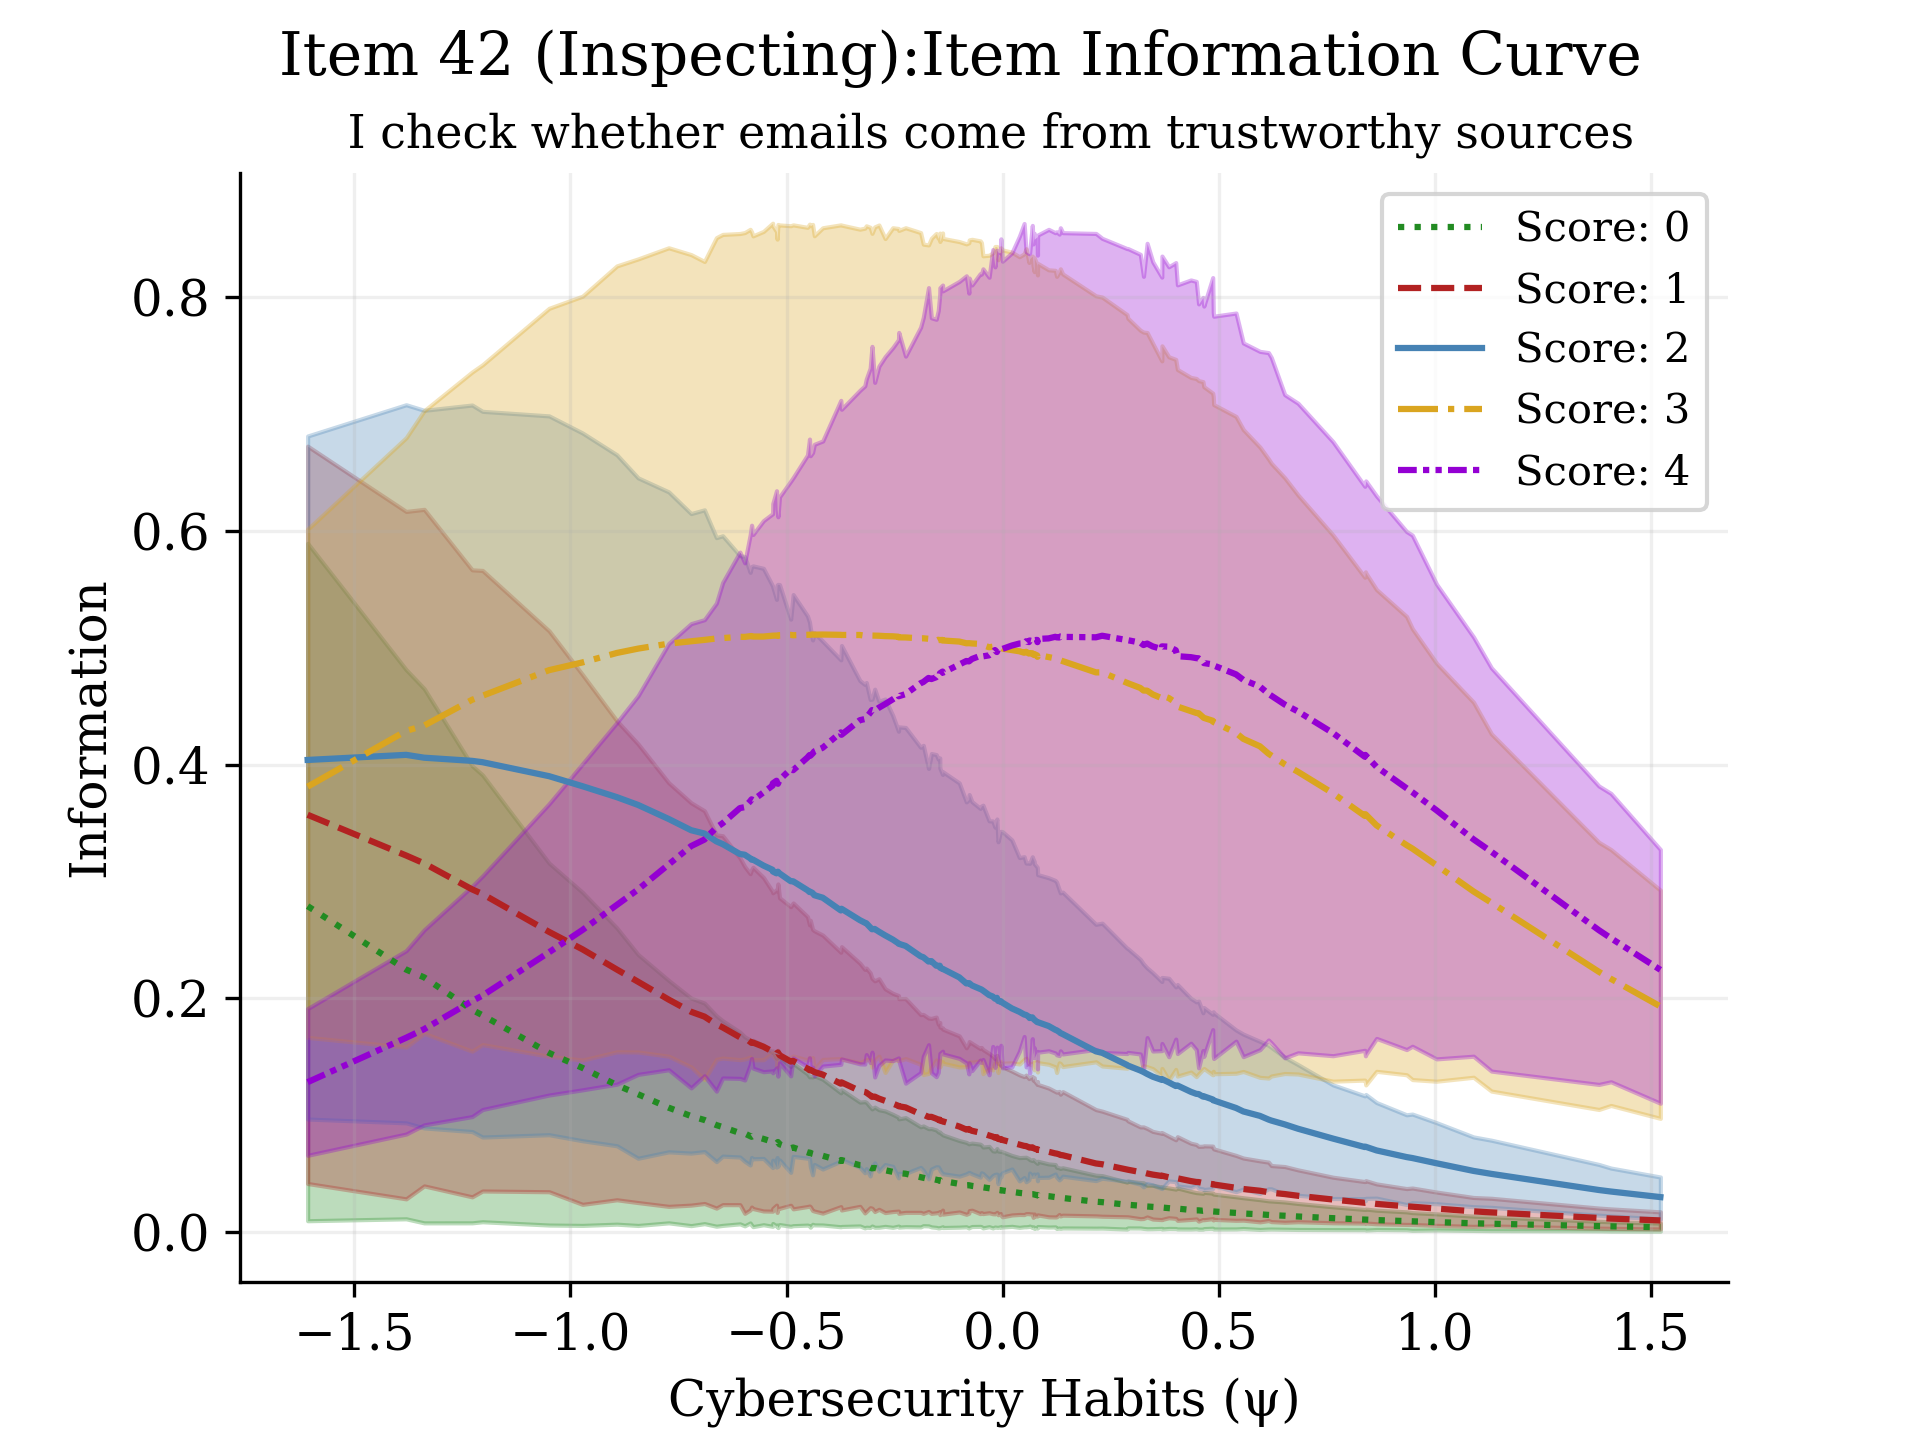 Item 42 (Inspecting):Item Information Curve
I check whether emails come from trustworthy sources
Score: 0
Score: 1
Score: 2
Score: 3
Score: 4
Information
0.8
0.6
0.4
0.2
0.0
−1.5 −1.0 −0.5 0.0 0.5 1.0 1.5
Cybersecurity Habits (ψ)